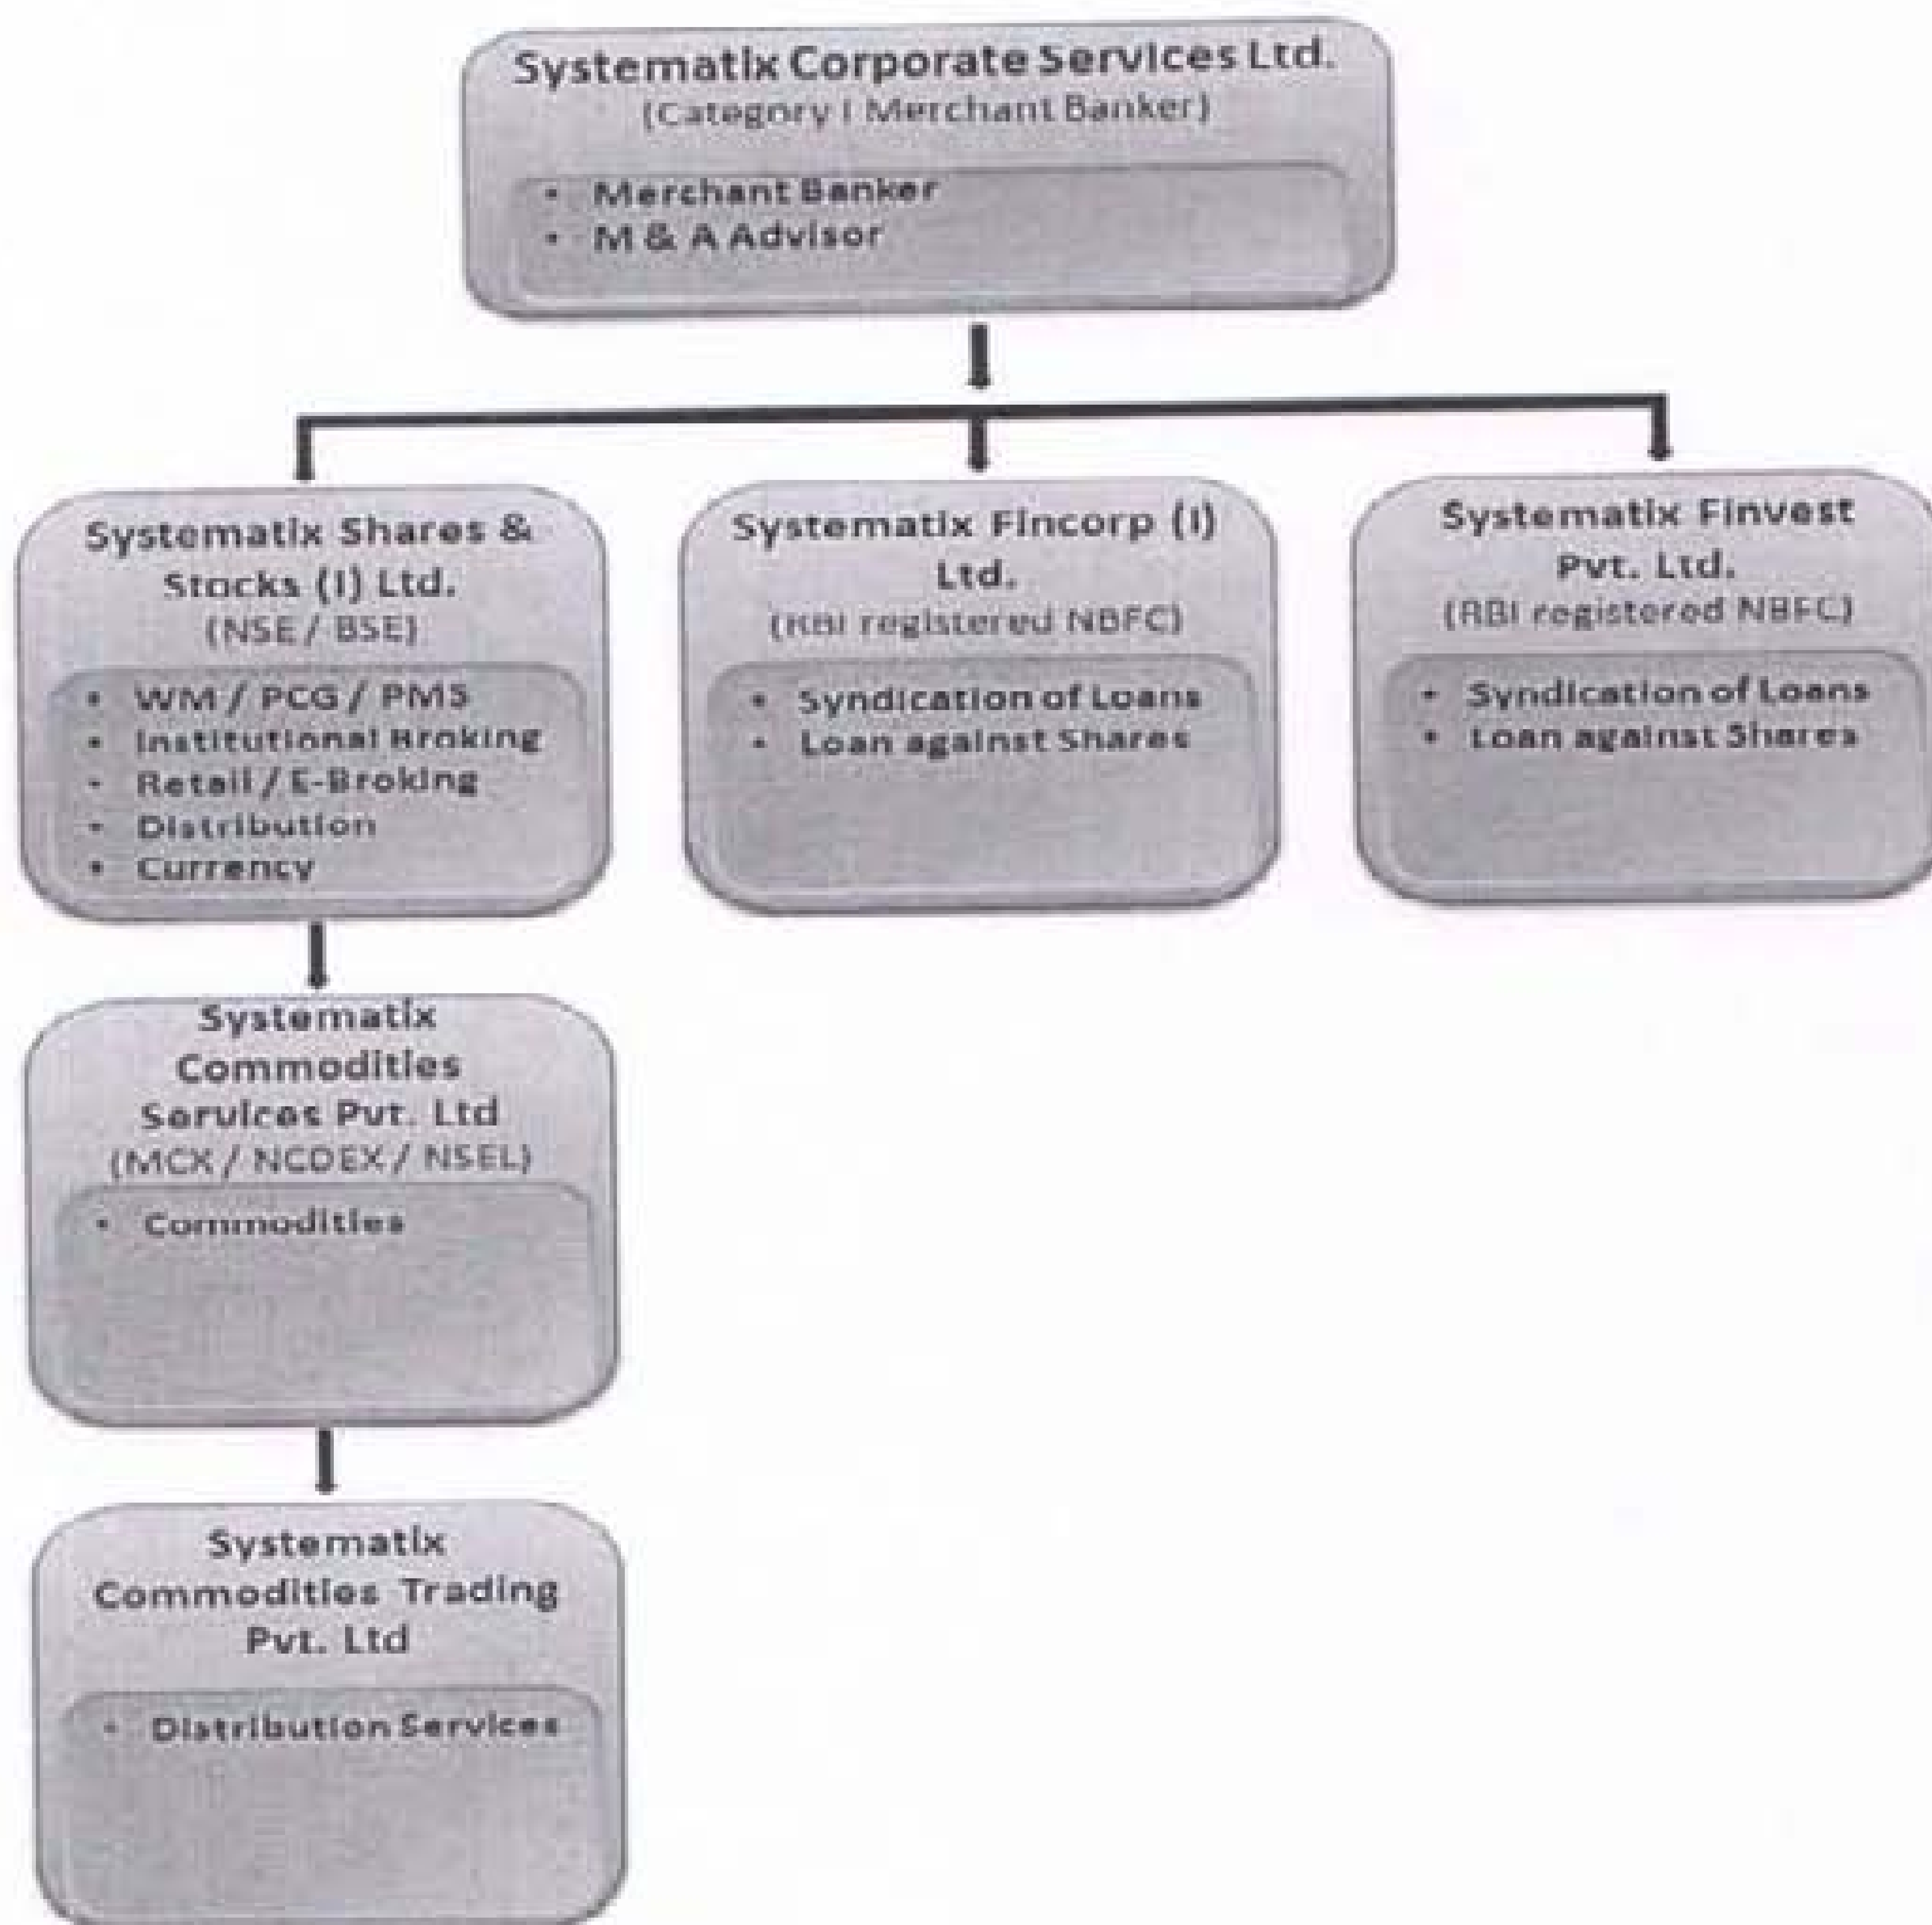 Systematix Corporate Services Ltd.
(Category I Merchant Banker)
• Merchant Banker
• M & A Advisor
Systematix Shares &
Stocks (I) Ltd.
(NSE / BSE)
• WM / PCG / PMS
• Institutional Broking
• Retail / E-Broking
• Distribution
• Currency
Systematix Fincorp (I)
Ltd.
(RBI registered NBFC)
• Syndication of Loans
• Loan against Shares
Systematix Finvest
Pvt. Ltd.
(RBI registered NBFC)
• Syndication of Loans
• Loan against Shares
Systematix
Commodities
Services Pvt. Ltd
(MCX / NCDEX / NSEL)
• Commodities
Systematix
Commodities Trading
Pvt. Ltd
• Distribution Services